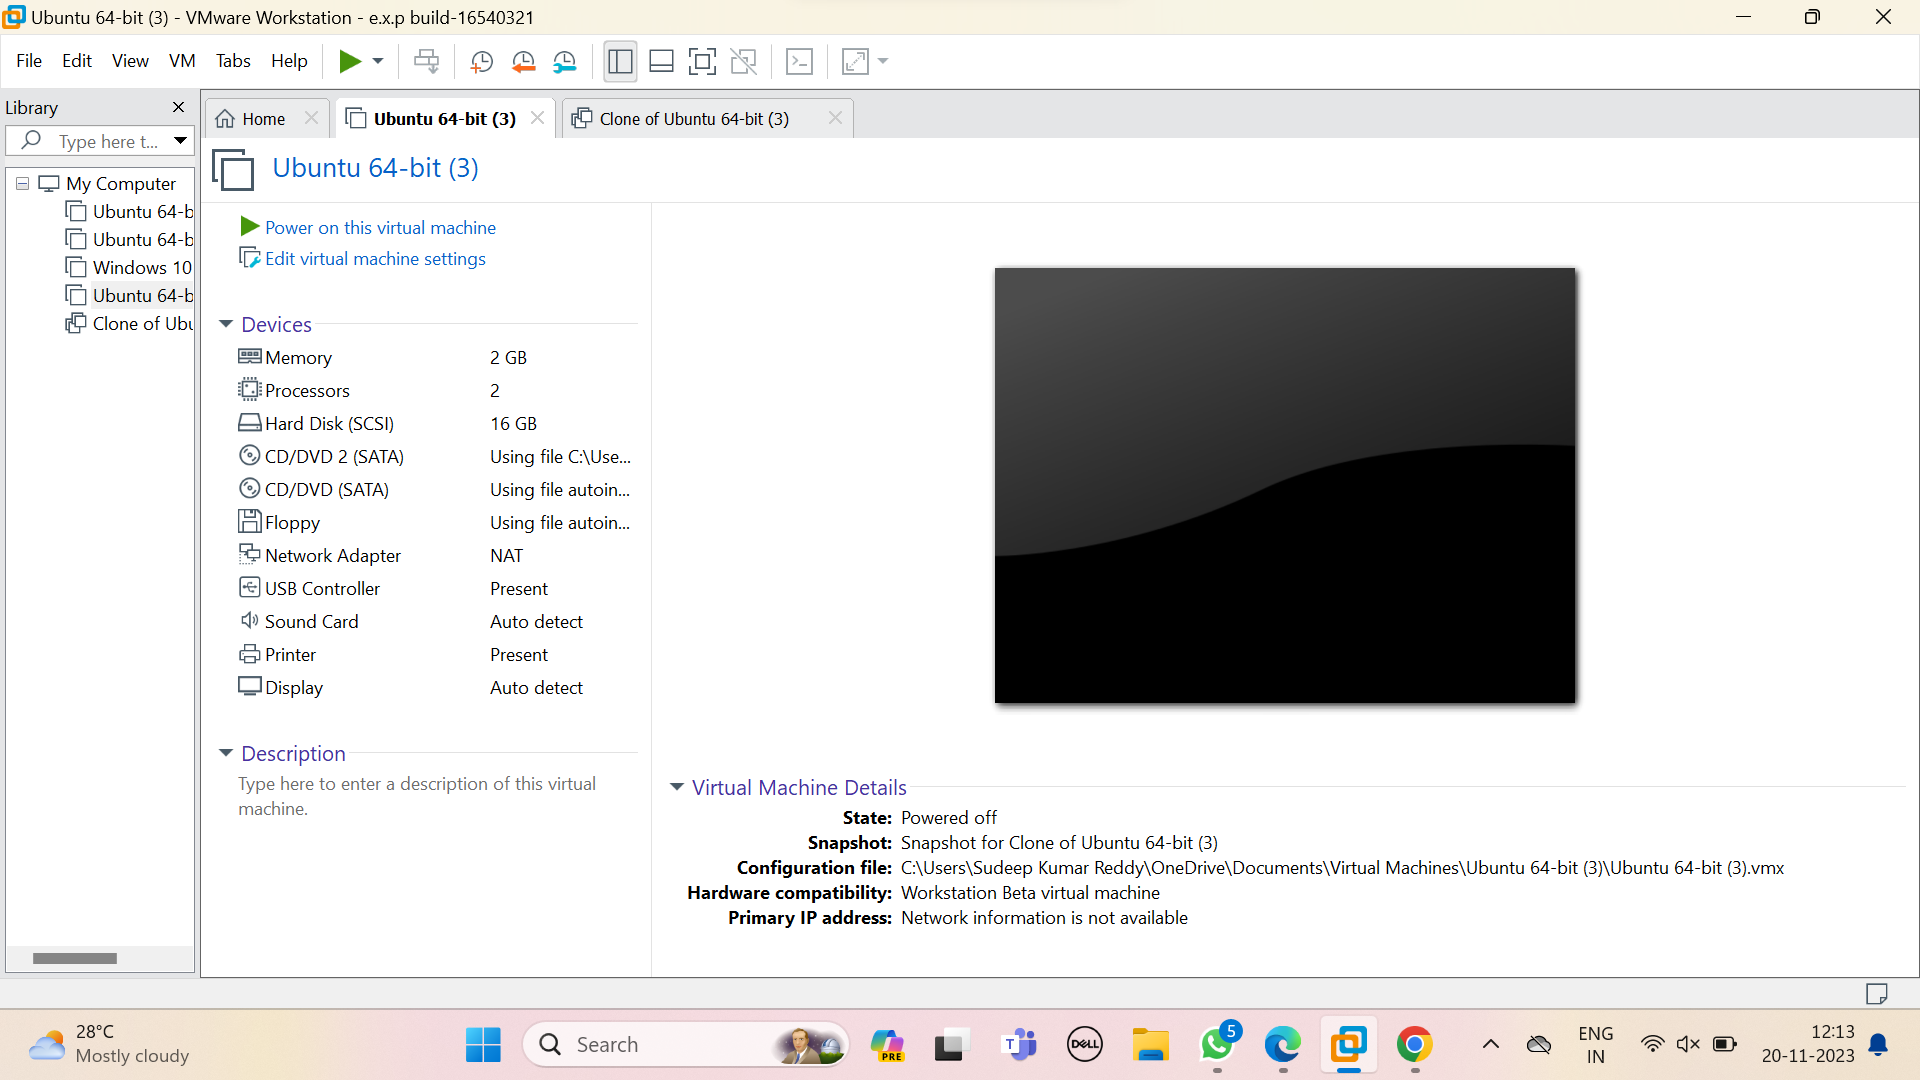 Ubuntu 64-bit (3) - VMware Workstation - e.x.p build-16540321
File Edit View VM Tabs Help
Library
Type here t...
My Computer
Ubuntu 64-b
Ubuntu 64-b
Windows 10
Ubuntu 64-b
Clone of Ubu
Home
Ubuntu 64-bit (3)
Clone of Ubuntu 64-bit (3)
Ubuntu 64-bit (3)
Power on this virtual machine
Edit virtual machine settings
Devices
Memory 2 GB
Processors 2
Hard Disk (SCSI) 16 GB
CD/DVD 2 (SATA) Using file C:\Use...
CD/DVD (SATA) Using file autoin...
Floppy Using file autoin...
Network Adapter NAT
USB Controller Present
Sound Card Auto detect
Printer Present
Display Auto detect
Description
Type here to enter a description of this virtual
machine.
Virtual Machine Details
State: Powered off
Snapshot: Snapshot for Clone of Ubuntu 64-bit (3)
Configuration file: C:\Users\Sudeep Kumar Reddy\OneDrive\Documents\Virtual Machines\Ubuntu 64-bit (3)\Ubuntu 64-bit (3).vmx
Hardware compatibility: Workstation Beta virtual machine
Primary IP address: Network information is not available
28°C
Mostly cloudy
Search
PRE
T
DELL
5
ENG
IN
12:13
20-11-2023